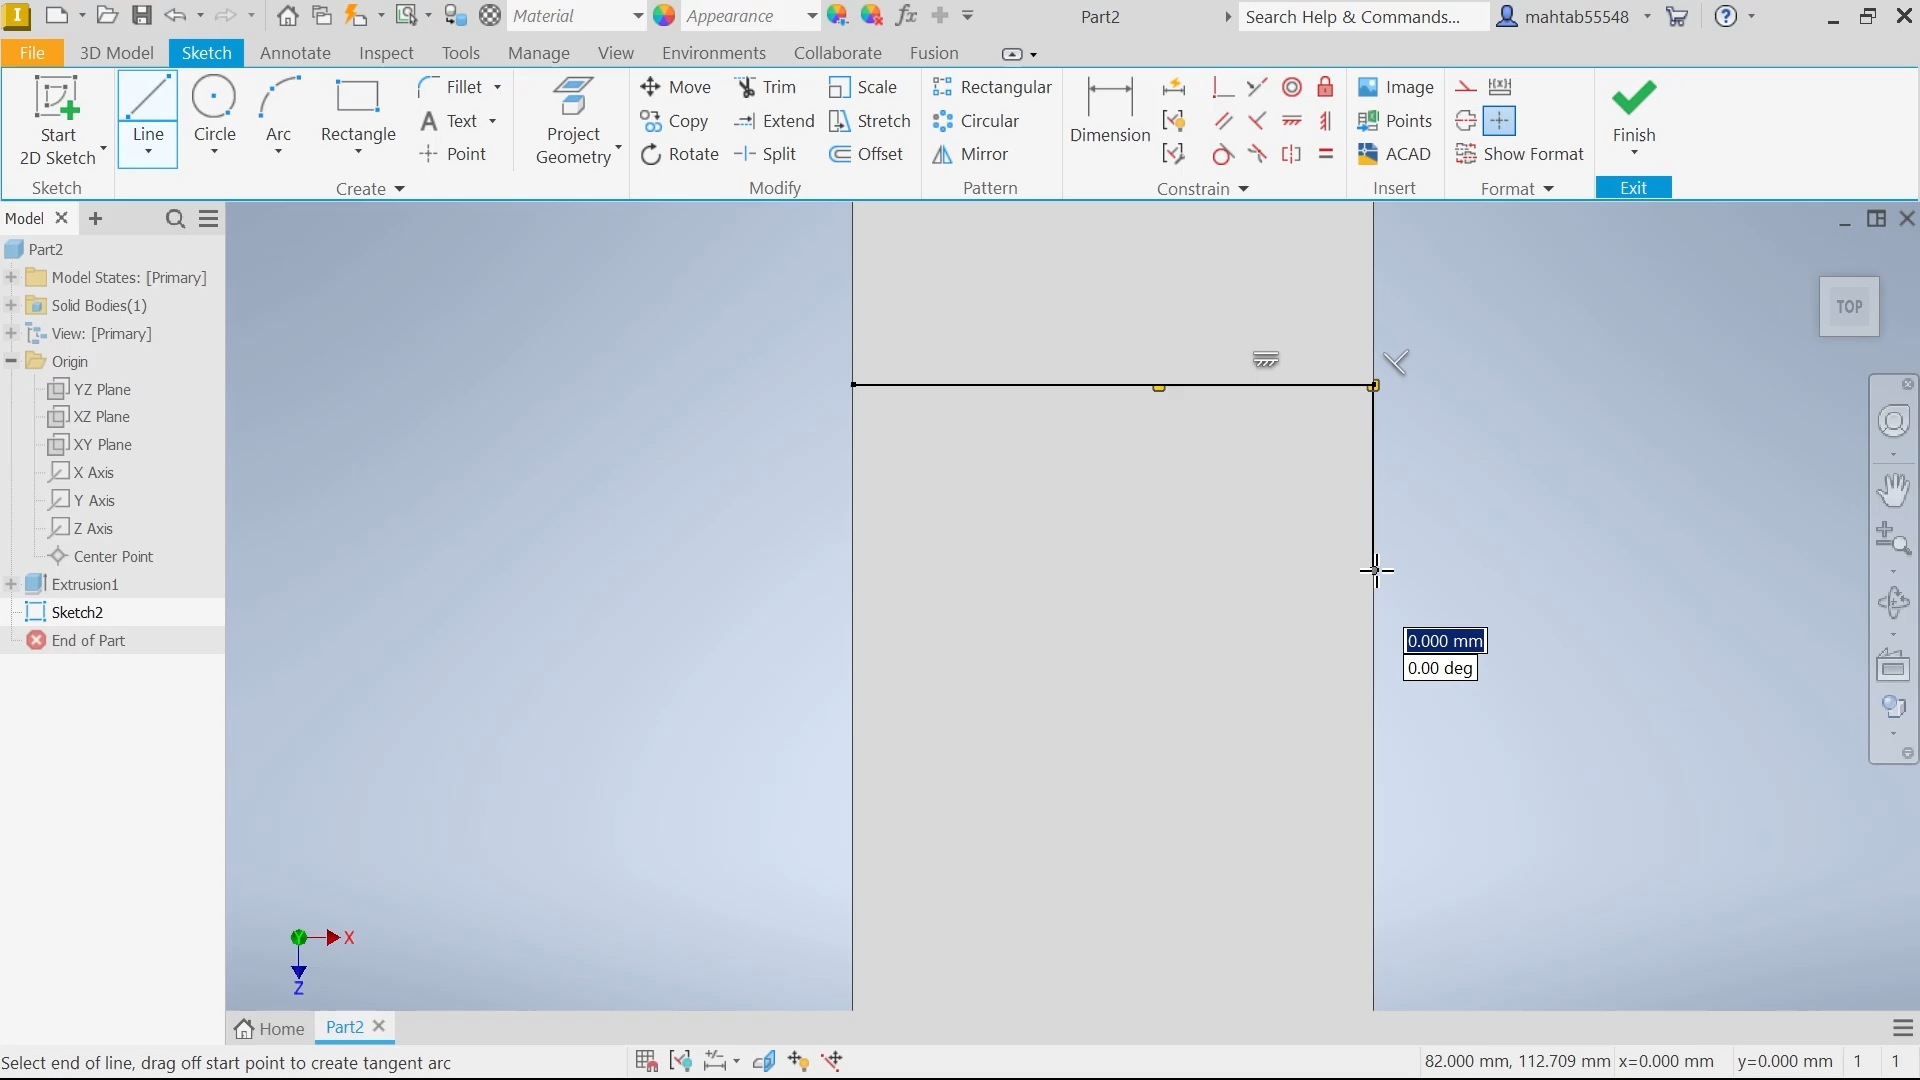 Material
Appearance
Part2
Search Help & Commands...
mahtab55548
File
3D Model
Sketch
Annotate
Inspect
Tools
Manage
View
Environments
Collaborate
Fusion
Start
2D Sketch
Line
Circle
Arc
Rectangle
Fillet
Text
Point
Project
Geometry
Move
Copy
Rotate
Trim
Extend
Split
Scale
Stretch
Offset
Rectangular
Circular
Mirror
Dimension
Image
Points
ACAD
Show Format
Finish
Sketch
Create
Modify
Pattern
Constrain
Insert
Format
Exit
Model
Part2
Model States: [Primary]
Solid Bodies(1)
View: [Primary]
Origin
YZ Plane
XZ Plane
XY Plane
X Axis
Y Axis
Z Axis
Center Point
Extrusion1
Sketch2
End of Part
TOP
0.000 mm
0.00 deg
Y
X
Z
Home
Part2
Select end of line, drag off start point to create tangent arc
82.000 mm, 112.709 mm
x=0.000 mm
y=0.000 mm
1
1